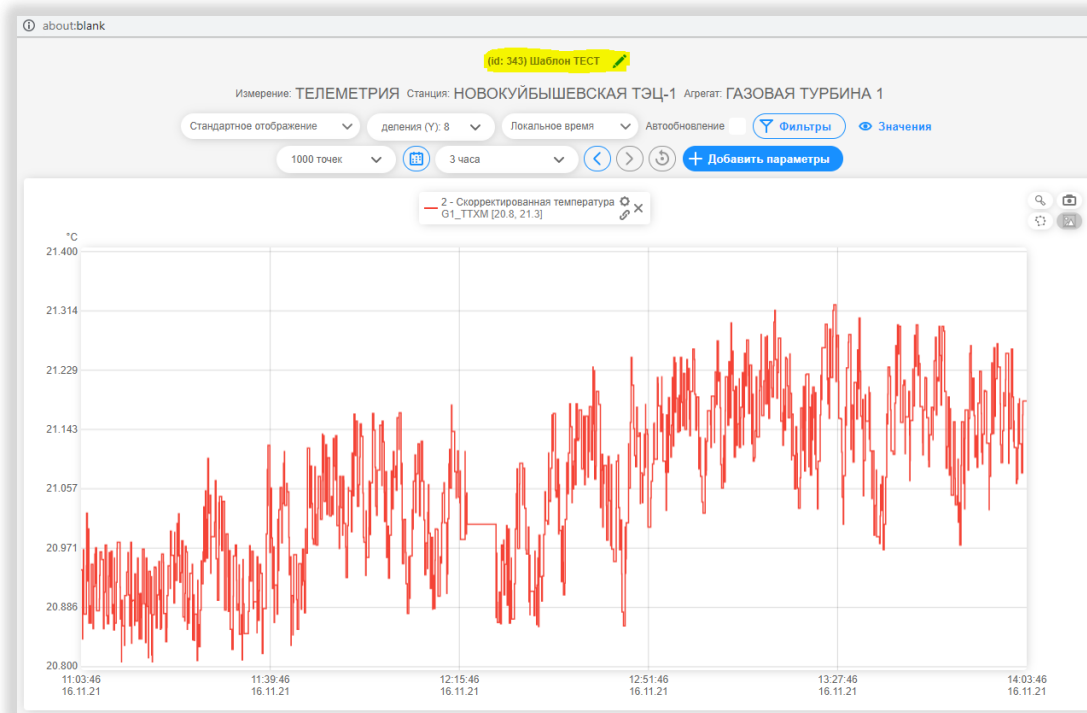 about:blank
(id: 343) Шаблон ТЕСТ
Измерение: ТЕЛЕМЕТРИЯ Станция: НОВОКУЙБЫШЕВСКАЯ ТЭЦ-1 Агрегат: ГАЗОВАЯ ТУРБИНА 1
Стандартное отображение деления (Y): 8 Локальное время Автообновление Фильтры Значения
1000 точек 3 часа Добавить параметры
2 - Скорректированная температура
G1_TTXM [20.8, 21.3]
°C
21.400
21.314
21.229
21.143
21.057
20.971
20.886
20.800
11:03:46 11:39:46 12:15:46 12:51:46 13:27:46 14:03:46
16.11.21 16.11.21 16.11.21 16.11.21 16.11.21 16.11.21